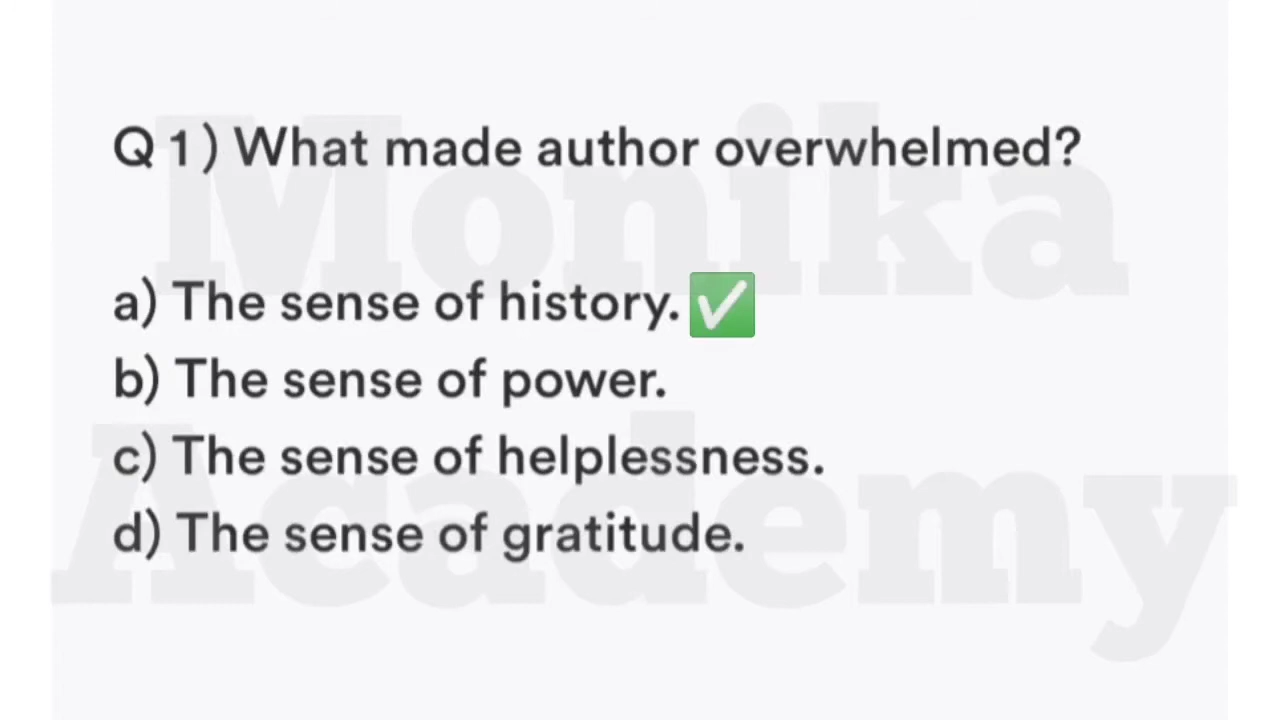 Q 1) What made author overwhelmed?
a) The sense of history. ✅
b) The sense of power.
c) The sense of helplessness.
d) The sense of gratitude.
Monika
Academy